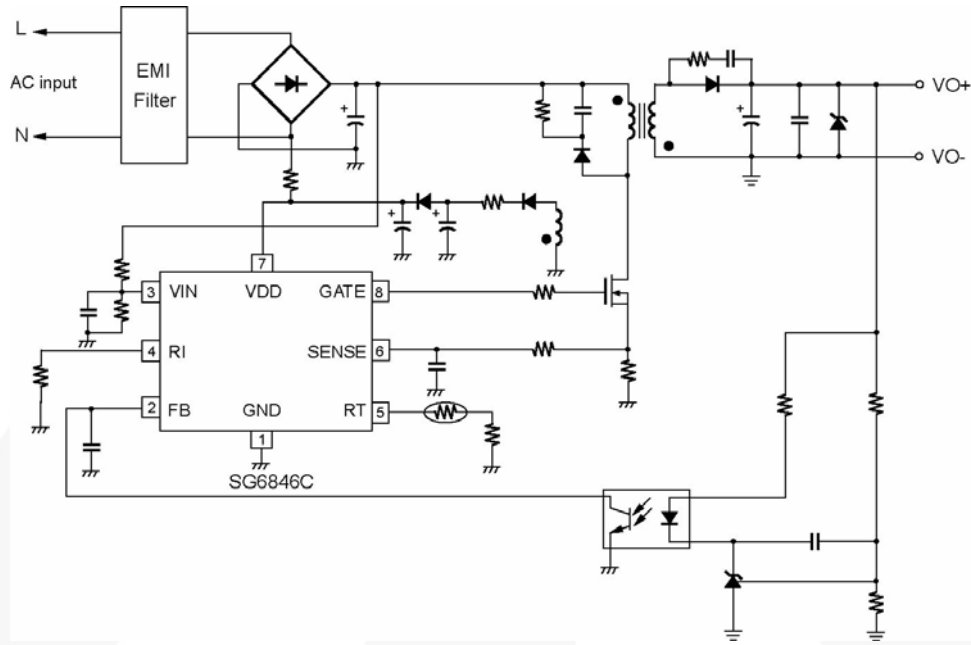 L
AC input
N
EMI
Filter
VO+
VO-
+
+
+
+
7
3 VIN VDD GATE 8
4 RI SENSE 6
2 FB GND RT 5
1
SG6846C